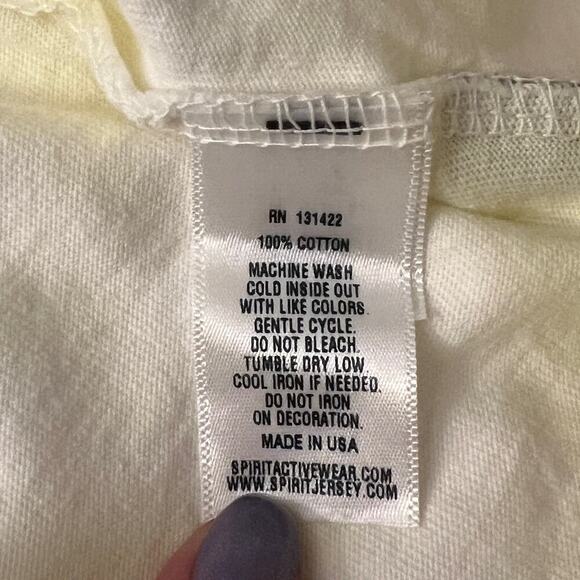 RN 131422
100% COTTON
MACHINE WASH
COLD INSIDE OUT
WITH LIKE COLORS.
GENTLE CYCLE.
DO NOT BLEACH.
TUMBLE DRY LOW.
COOL IRON IF NEEDED.
DO NOT IRON
ON DECORATION.
MADE IN USA
SPIRITACTIVEWEAR.COM
WWW.SPIRITJERSEY.COM